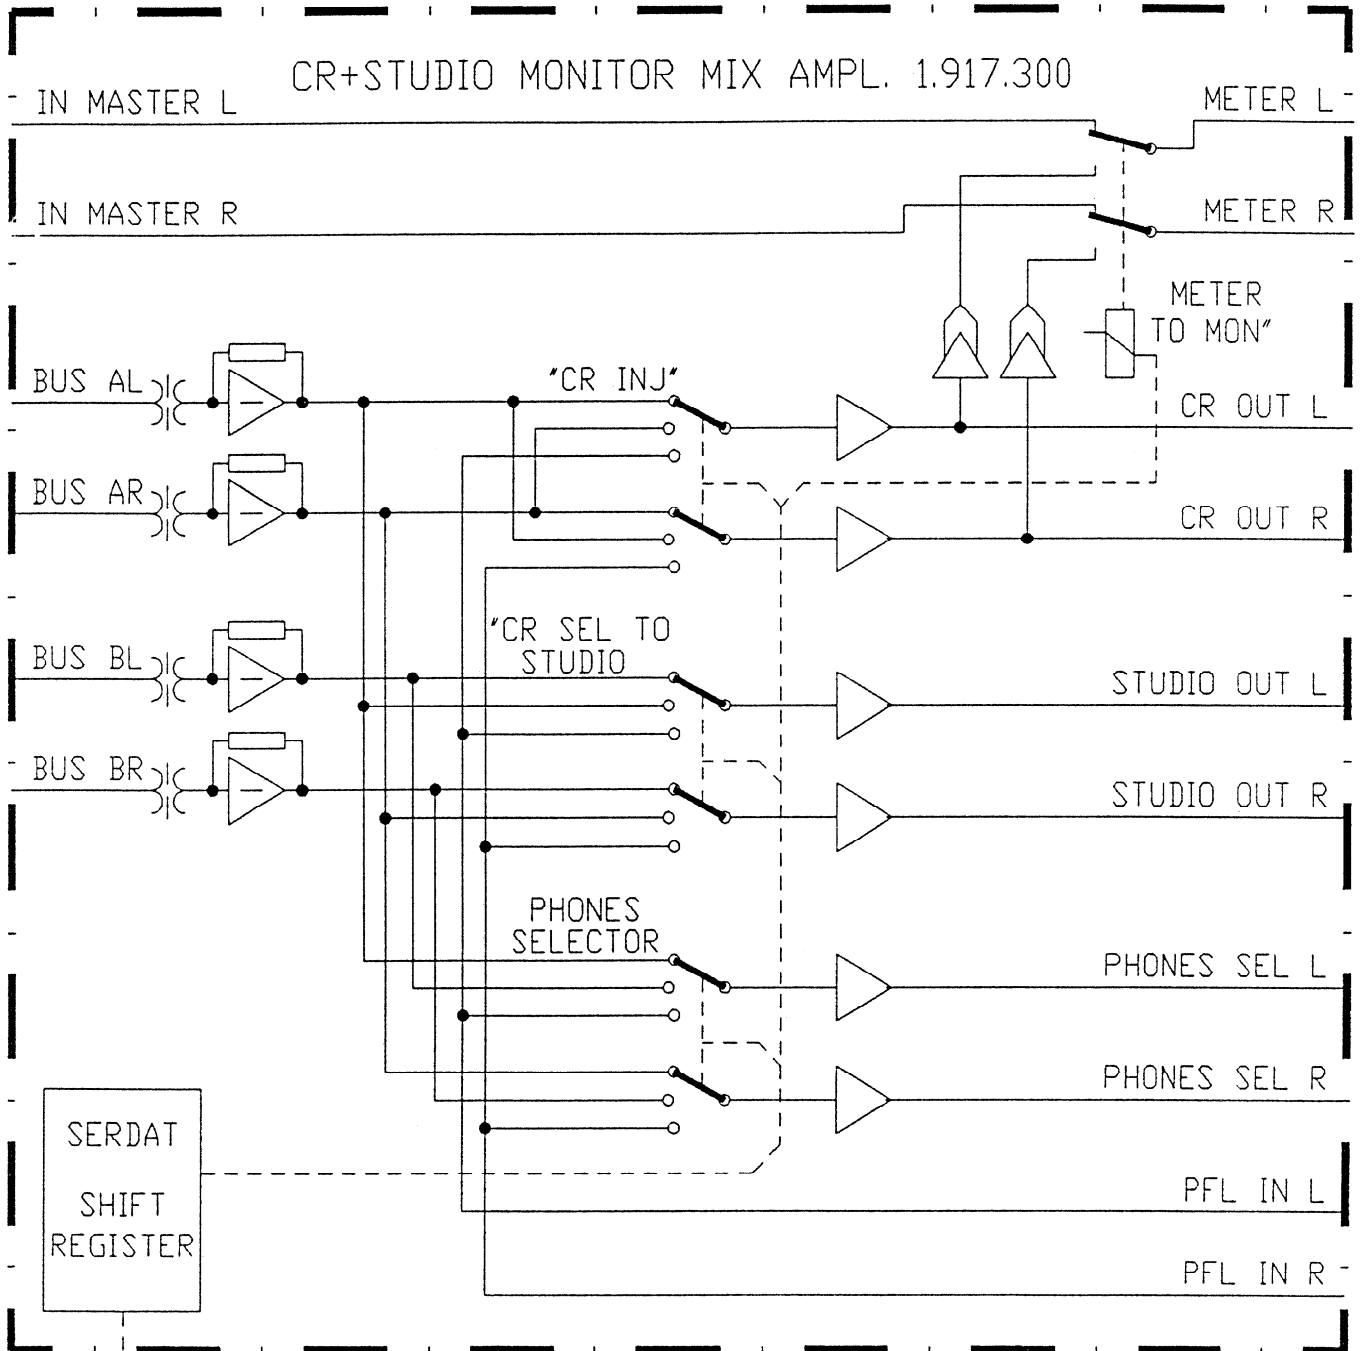 CR+STUDIO MONITOR MIX AMPL. 1.917.300
IN MASTER L
METER L
IN MASTER R
METER R
METER
TO MON"
BUS AL
"CR INJ"
CR OUT L
BUS AR
CR OUT R
"CR SEL TO
STUDIO
BUS BL
STUDIO OUT L
BUS BR
STUDIO OUT R
PHONES
SELECTOR
PHONES SEL L
PHONES SEL R
SERDAT
SHIFT
REGISTER
PFL IN L
PFL IN R